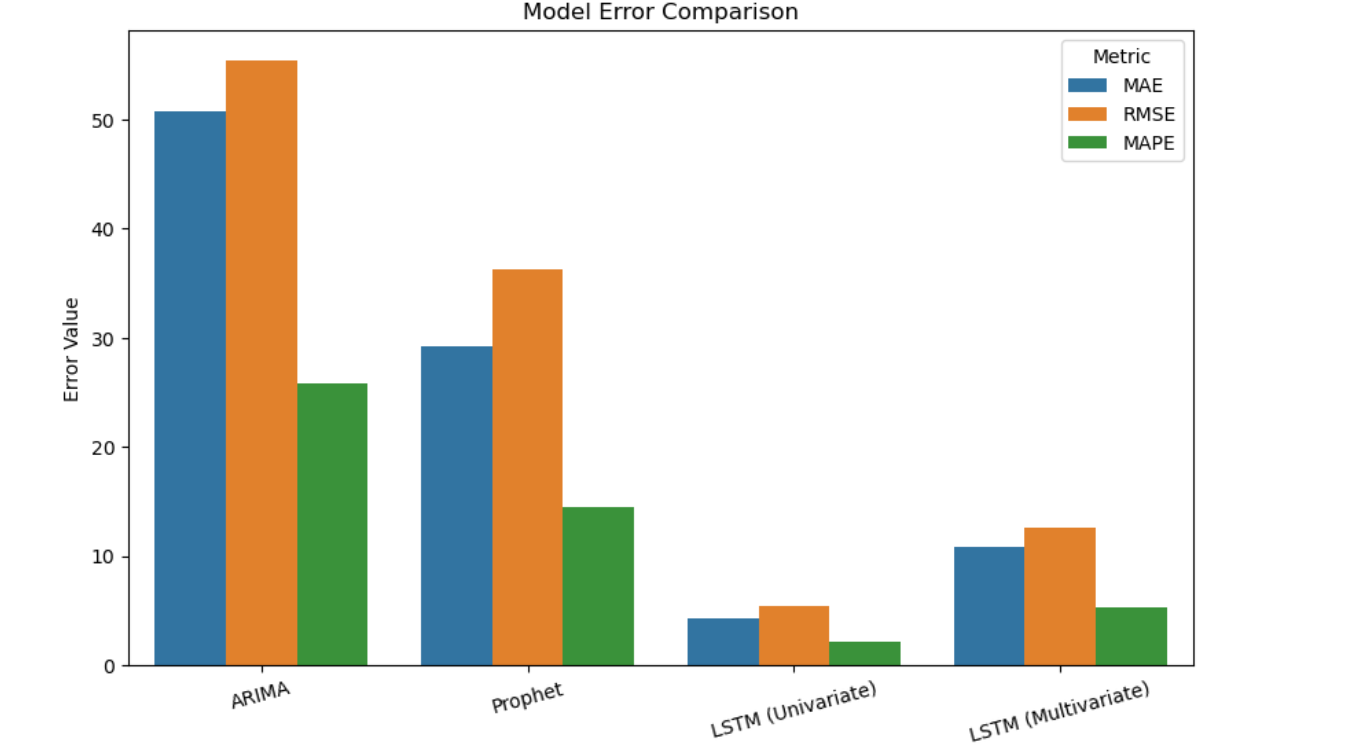 Model Error Comparison
Metric
MAE
RMSE
MAPE
Error Value
50
40
30
20
10
0
ARIMA
Prophet
LSTM (Univariate)
LSTM (Multivariate)